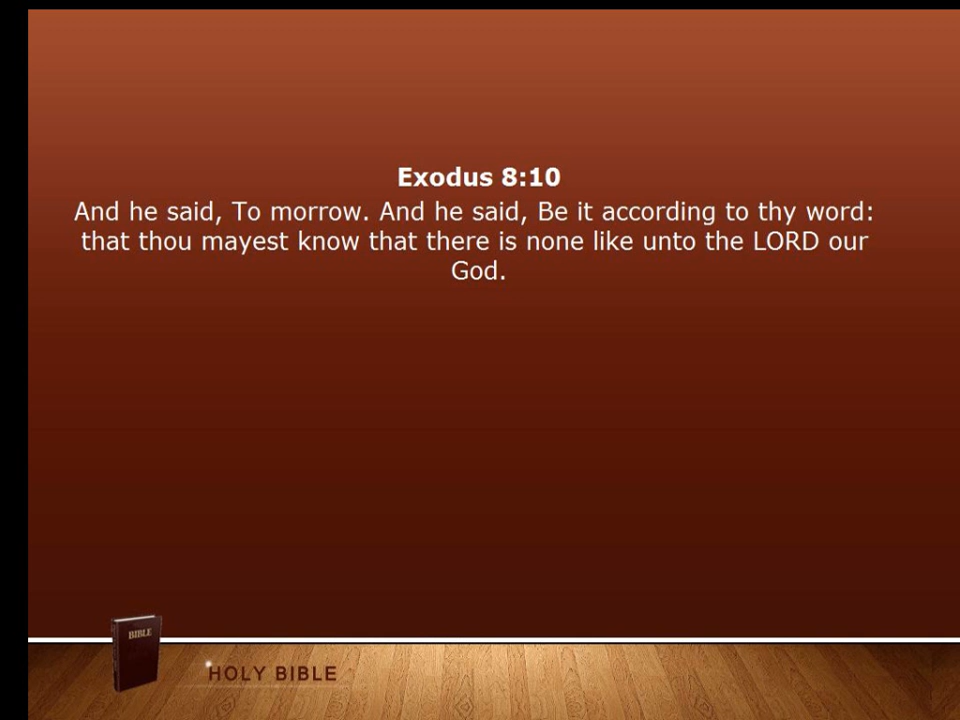 Exodus 8:10
And he said, To morrow. And he said, Be it according to thy word:
that thou mayest know that there is none like unto the LORD our
God.
BIBLE
HOLY BIBLE